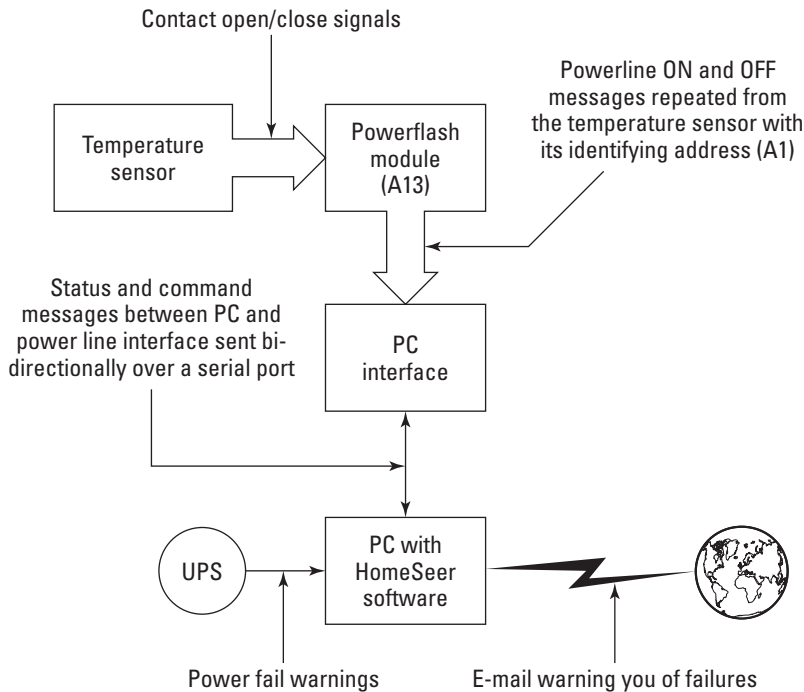 Contact open/close signals
Powerline ON and OFF
messages repeated from
the temperature sensor with
its identifying address (A1)
Temperature
sensor
Powerflash
module
(A13)
Status and command
messages between PC and
power line interface sent bi-
directionally over a serial port
PC
interface
UPS
PC with
HomeSeer
software
Power fail warnings
E-mail warning you of failures